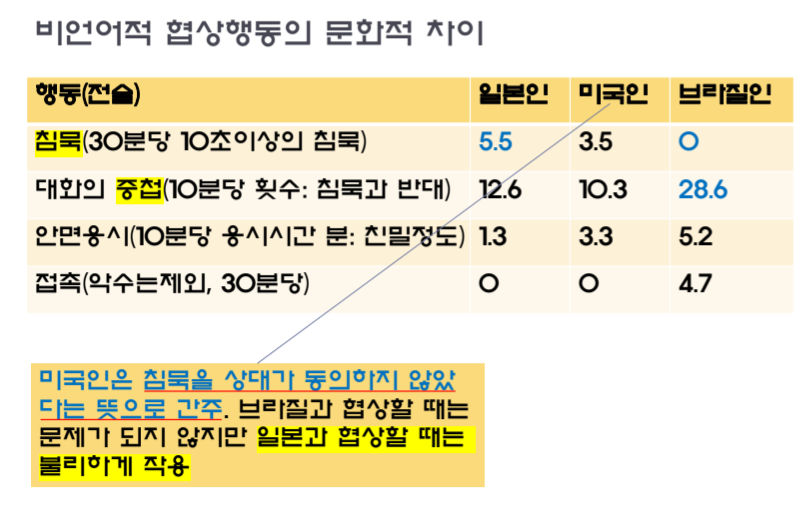 비언어적 협상행동의 문화적 차이
행동(전술) 일본인 미국인 브라질인
침묵(30분당 10초이상의 침묵) 5.5 3.5 0
대화의 중첩(10분당 횟수: 침묵과 반대) 12.6 10.3 28.6
안면응시(10분당 응시시간 분: 친밀정도) 1.3 3.3 5.2
접촉(악수는제외, 30분당) 0 0 4.7
미국인은 침묵을 상대가 동의하지 않았
다는 뜻으로 간주. 브라질과 협상할 때는
문제가 되지 않지만 일본과 협상할 때는
불리하게 작용